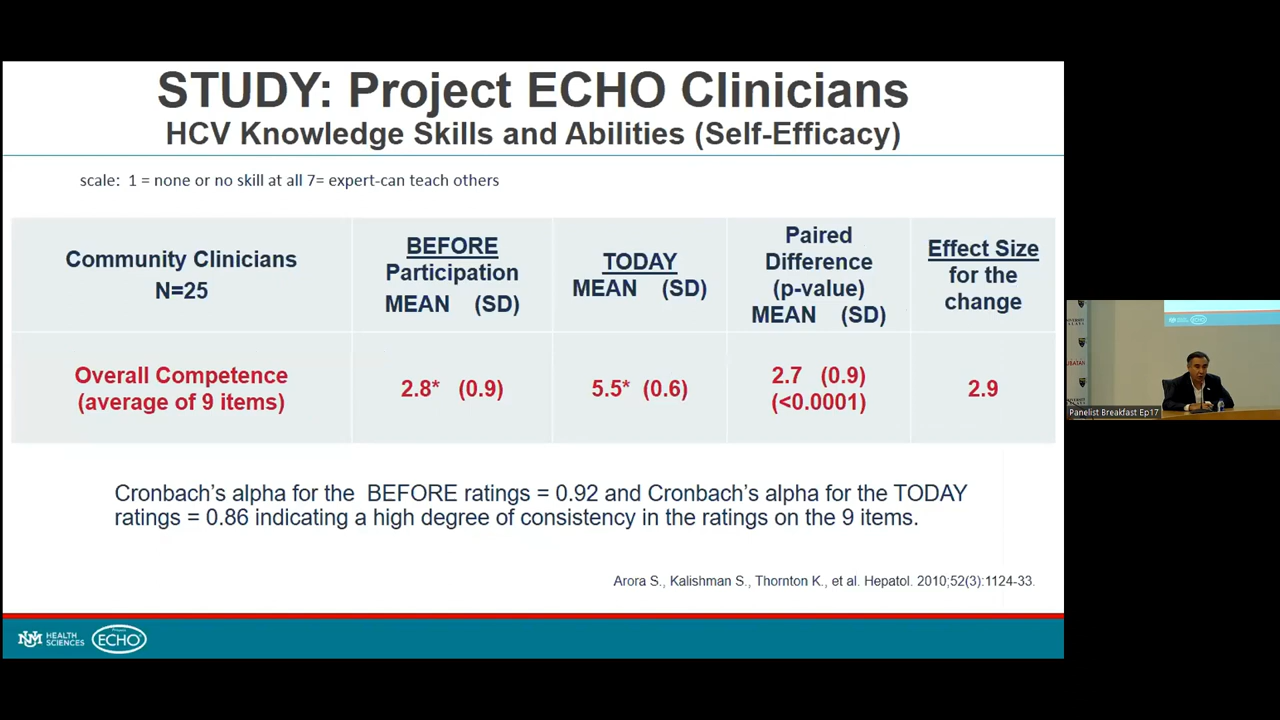 STUDY: Project ECHO Clinicians
HCV Knowledge Skills and Abilities (Self-Efficacy)
scale: 1 = none or no skill at all 7= expert-can teach others
Community Clinicians
N=25
BEFORE
Participation
MEAN (SD)
TODAY
MEAN (SD)
Paired
Difference
(p-value)
MEAN (SD)
Effect Size
for the
change
Overall Competence
(average of 9 items)
2.8* (0.9)
5.5* (0.6)
2.7 (0.9)
(<0.0001)
2.9
Cronbach’s alpha for the BEFORE ratings = 0.92 and Cronbach’s alpha for the TODAY
ratings = 0.86 indicating a high degree of consistency in the ratings on the 9 items.
Arora S., Kalishman S., Thornton K., et al. Hepatol. 2010;52(3):1124-33.
HEALTH
SCIENCES
ECHO
Panelist Breakfast Ep17